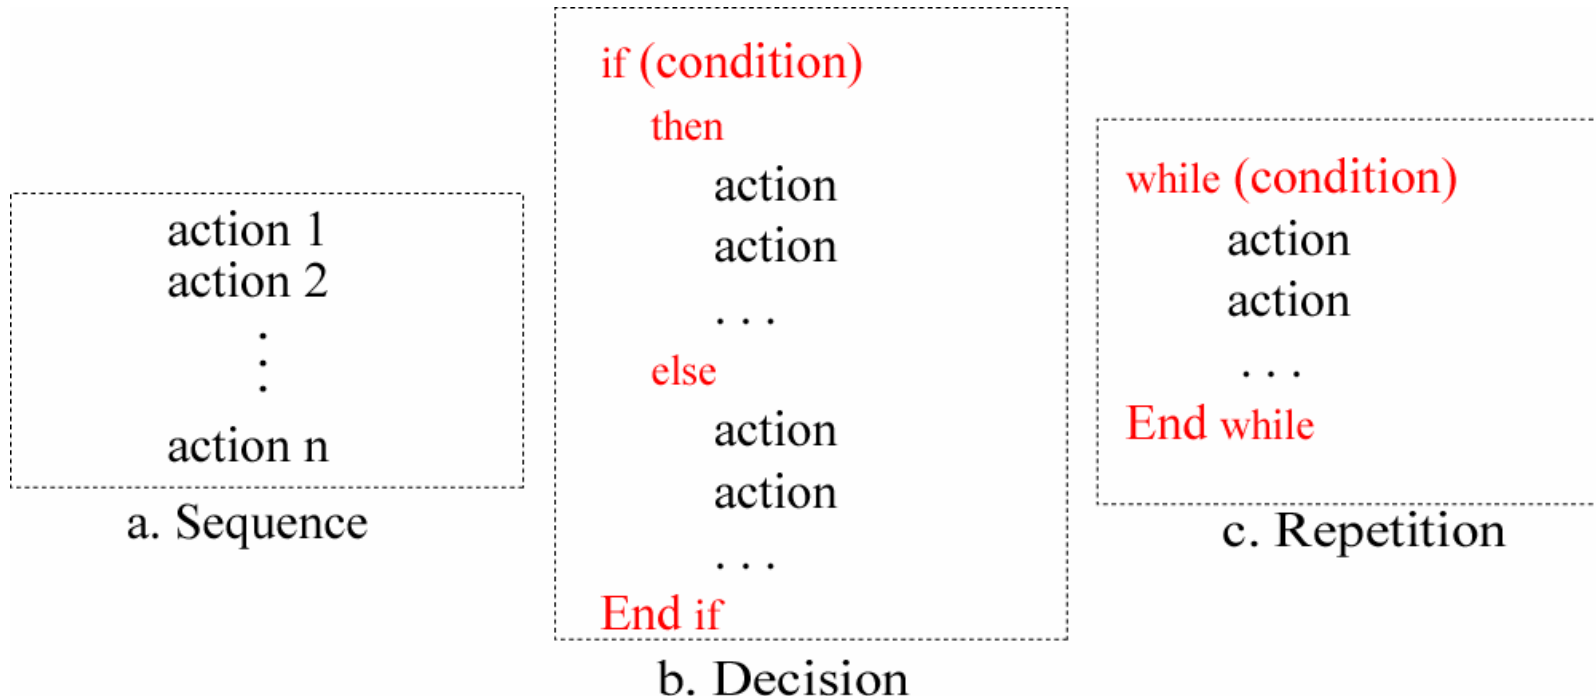 action 1
action 2
.
.
.
action n
a. Sequence
if (condition)
then
action
action
. . .
else
action
action
. . .
End if
b. Decision
while (condition)
action
action
. . .
End while
c. Repetition